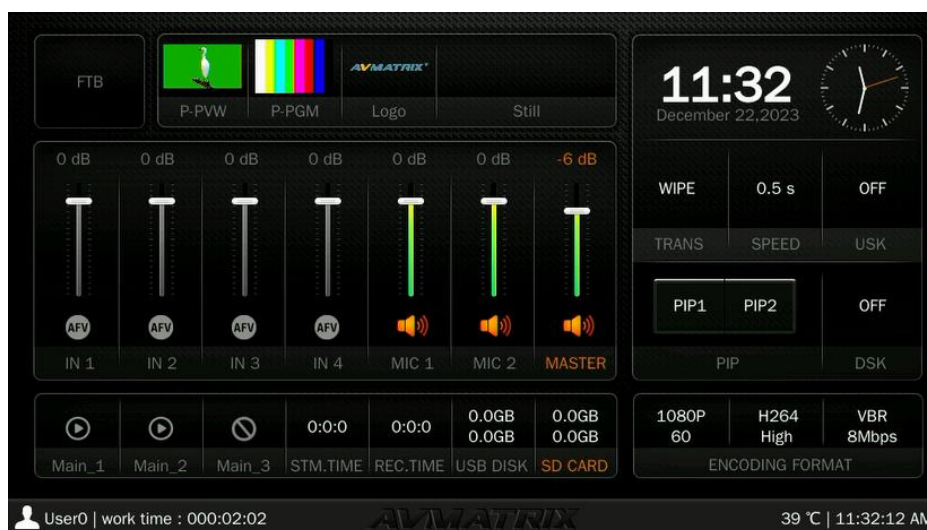 FTB
AVMATRIX
P-PVW P-PGM Logo Still
11:32
December 22,2023
0 dB 0 dB 0 dB 0 dB 0 dB 0 dB -6 dB
AFV AFV AFV AFV
IN 1 IN 2 IN 3 IN 4 MIC 1 MIC 2 MASTER
WIPE 0.5 s OFF
TRANS SPEED USK
PIP1 PIP2 OFF
PIP DSK
0:0:0 0:0:0 0.0GB 0.0GB
0.0GB 0.0GB
Main_1 Main_2 Main_3 STM.TIME REC.TIME USB DISK SD CARD
1080P H264 VBR
60 High 8Mbps
ENCODING FORMAT
User0 | work time : 000:02:02
AVMATRIX
39 ℃ | 11:32:12 AM